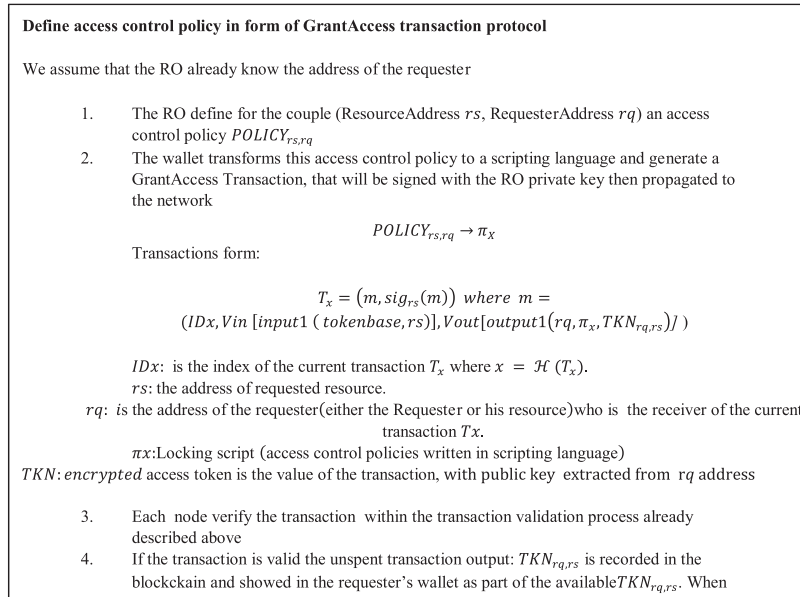 Define access control policy in form of GrantAccess transaction protocol
We assume that the RO already know the address of the requester
1. The RO define for the couple (ResourceAddress rs, RequesterAddress rq) an access
control policy POLICY_{rs,rq}
2. The wallet transforms this access control policy to a scripting language and generate a
GrantAccess Transaction, that will be signed with the RO private key then propagated to
the network
POLICY_{rs,rq} → π_X
Transactions form:
T_x = (m, sig_{rs}(m)) where m =
(IDx, Vin [input1 ( tokenbase, rs)], Vout[output1(rq, π_x, TKN_{rq,rs})] )
IDx: is the index of the current transaction T_x where x = ℋ (T_x).
rs: the address of requested resource.
rq: is the address of the requester(either the Requester or his resource)who is the receiver of the current
transaction Tx.
πx:Locking script (access control policies written in scripting language)
TKN: encrypted access token is the value of the transaction, with public key extracted from rq address
3. Each node verify the transaction within the transaction validation process already
described above
4. If the transaction is valid the unspent transaction output: TKN_{rq,rs} is recorded in the
blockckain and showed in the requester's wallet as part of the availableTKN_{rq,rs}. When